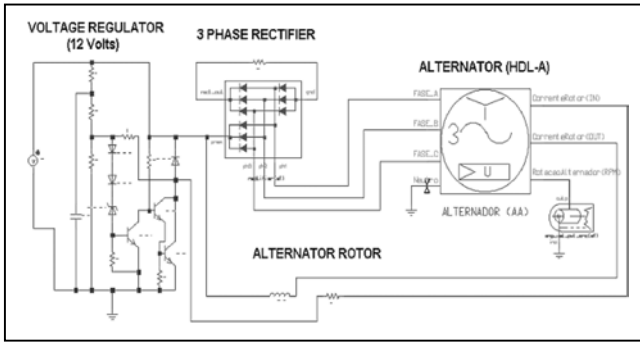 VOLTAGE REGULATOR
(12 Volts)
3 PHASE RECTIFIER
ALTERNATOR (HDL-A)
FASE_A
CorrenteRotor(IN)
FASE_B
CorrenteRotor(OUT)
FASE_C
3
U
RotacaoAlternador(RPM)
Neutro
ALTERNADOR (AA)
ALTERNATOR ROTOR